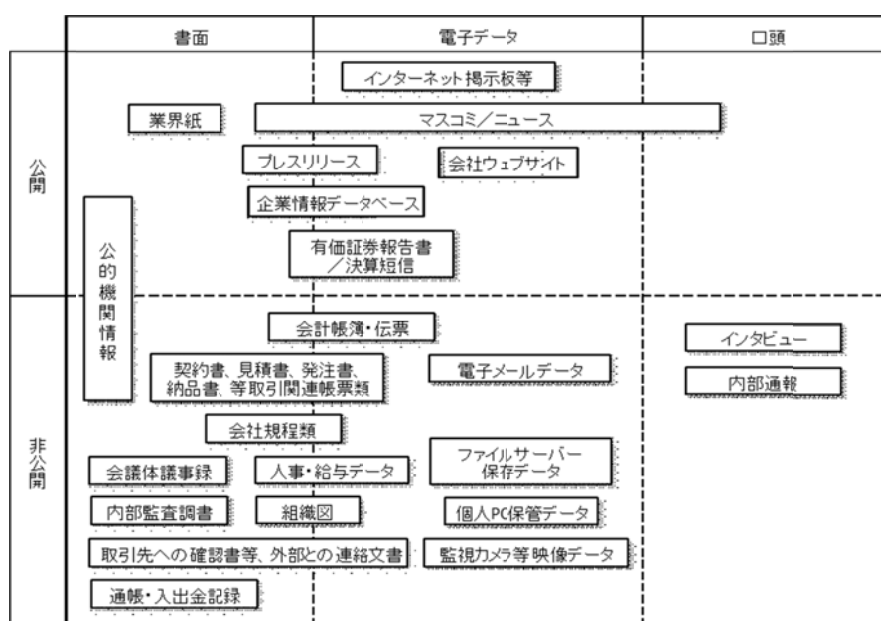 書面
電子データ
口頭
公開
インターネット掲示板等
業界紙
マスコミ／ニュース
プレスリリース
会社ウェブサイト
企業情報データベース
公的機関情報
有価証券報告書
／決算短信
非公開
会計帳簿・伝票
インタビュー
契約書、見積書、発注書、
納品書、等取引関連帳票類
電子メールデータ
内部通報
会社規程類
会議体議事録
人事・給与データ
ファイルサーバー
保存データ
内部監査調書
組織図
個人PC保管データ
取引先への確認書等、外部との連絡文書
監視カメラ等映像データ
通帳・入出金記録